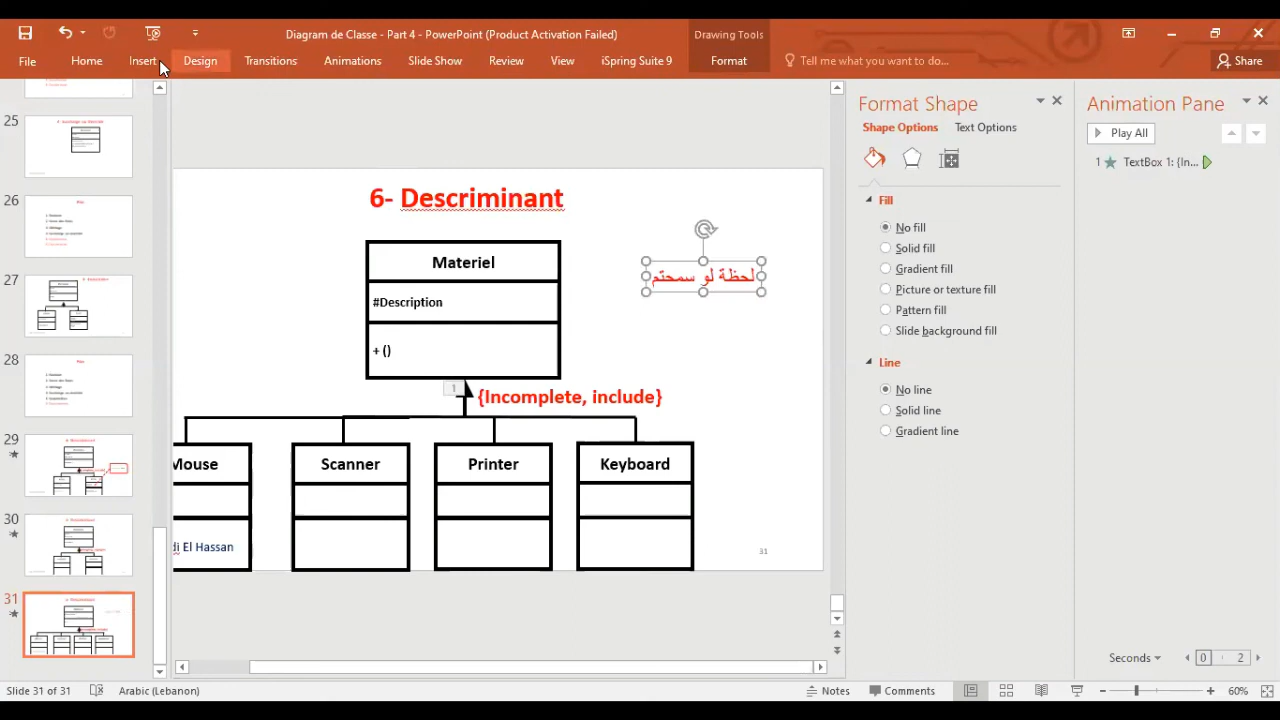 Diagram de Classe - Part 4 - PowerPoint (Product Activation Failed)
Drawing Tools
File
Home
Insert
Design
Transitions
Animations
Slide Show
Review
View
iSpring Suite 9
Format
Tell me what you want to do...
Share
25
26
27
28
29
30
31
6- Descriminant
Materiel
#Description
+ ()
لحظة لو سمحتم
1
{Incomplete, include}
Mouse
Scanner
Printer
Keyboard
di El Hassan
31
Format Shape
Shape Options
Text Options
Fill
No fill
Solid fill
Gradient fill
Picture or texture fill
Pattern fill
Slide background fill
Line
No line
Solid line
Gradient line
Animation Pane
Play All
1
TextBox 1: {In...
Seconds
0
2
Slide 31 of 31
Arabic (Lebanon)
Notes
Comments
60%